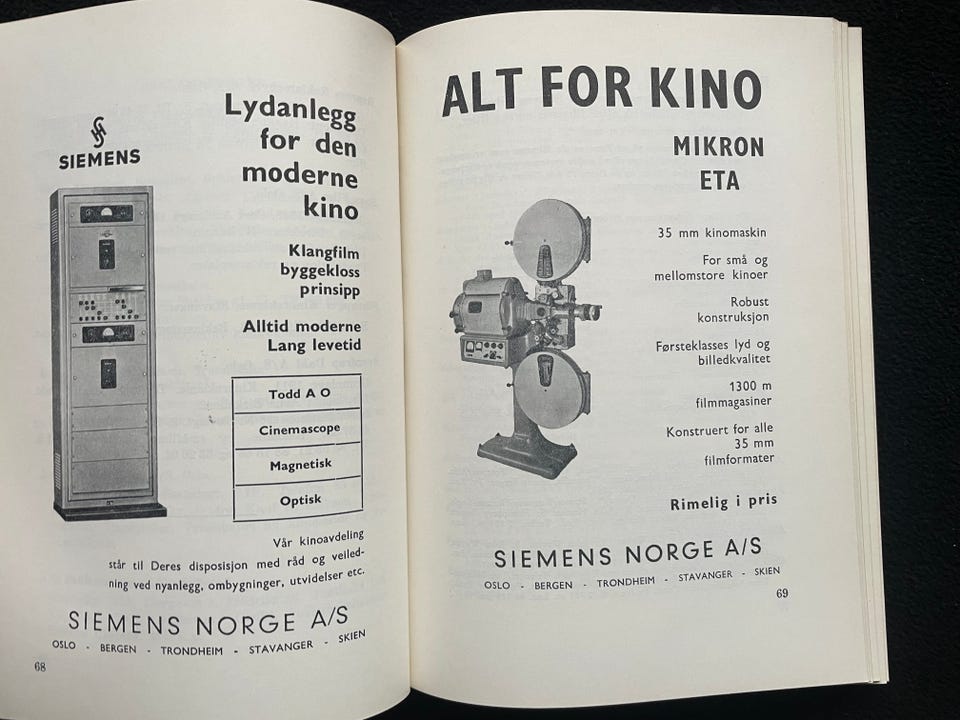 SIEMENS
Lydanlegg
for den
moderne
kino
Klangfilm
byggekloss
prinsipp
Alltid moderne
Lang levetid
Todd A O
Cinemascope
Magnetisk
Optisk
Vår kinoavdeling
står til Deres disposisjon med råd og veiled-
ning ved nyanlegg, ombygninger, utvidelser etc.
SIEMENS NORGE A/S
OSLO - BERGEN - TRONDHEIM - STAVANGER - SKIEN
68
ALT FOR KINO
MIKRON
ETA
35 mm kinomaskin
For små og
mellomstore kinoer
Robust
konstruksjon
Førsteklasses lyd og
billedkvalitet
1300 m
filmmagasiner
Konstruert for alle
35 mm
filmformater
Rimelig i pris
SIEMENS NORGE A/S
OSLO - BERGEN - TRONDHEIM - STAVANGER - SKIEN
69